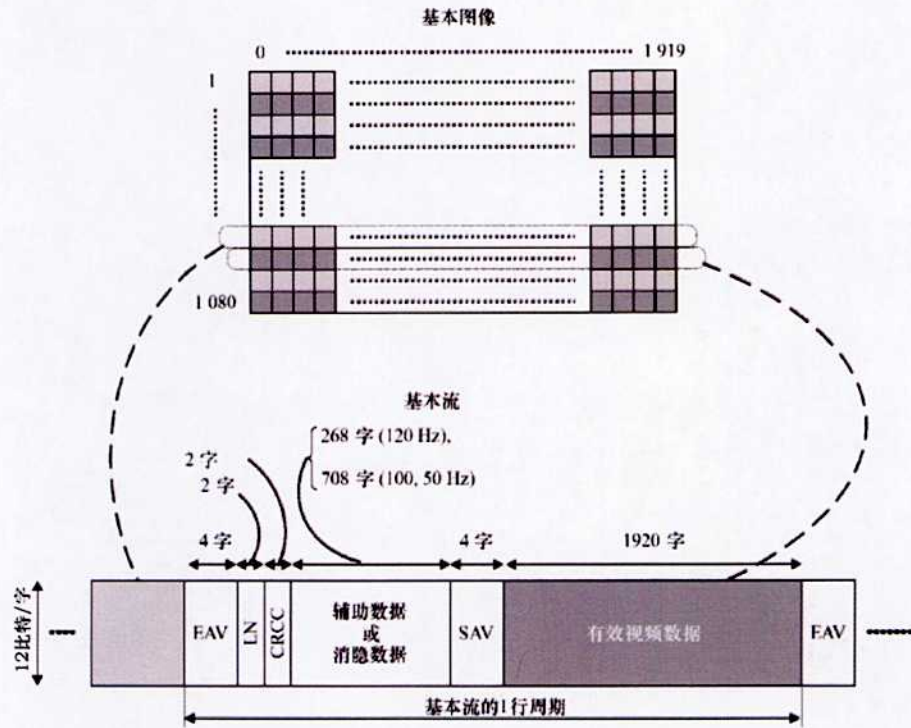 基本图像
0 1 919
1
1 080
基本流
268 字 (120 Hz),
708 字 (100, 50 Hz)
2 字
2 字
4 字
4 字
1920 字
12比特/字
EAV
LN
CRCC
辅助数据
或
消隐数据
SAV
有效视频数据
EAV
基本流的1行周期